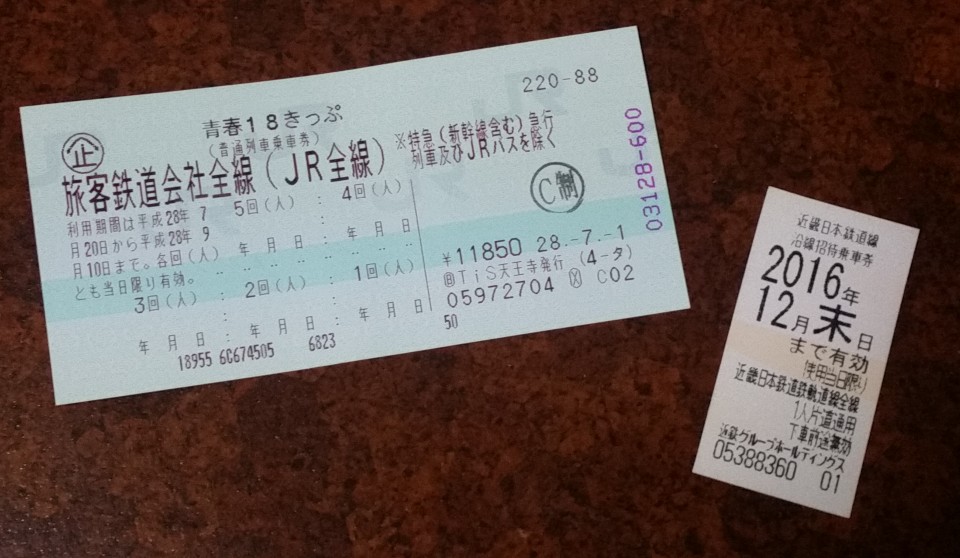 220-88
青春18きっぷ
(普通列車乗車券)
企
旅客鉄道会社全線(JR全線)
※特急(新幹線含む)急行
列車及びJRバスを除く
利用期間は平成28年 7
月20日から平成28年 9
月10日まで。各回(人)
とも当日限り有効。
5回(人) : 4回(人)
年 月 日 : 年 月 日
3回(人) : 2回(人) : 1回(人)
年 月 日 : 年 月 日 : 年 月 日
C制
¥11850 28.-7.-1
TiS天王寺発行 (4-タ)
05972704 C02
50
18955 6C674505 6823
03128-600
近畿日本鉄道線
沿線招待乗車券
2016年
12月末日
まで有効
使用当日限り
近畿日本鉄道鉄軌道線全線
1人片道通用
下車前途無効
近鉄グループホールディングス
05388360 01